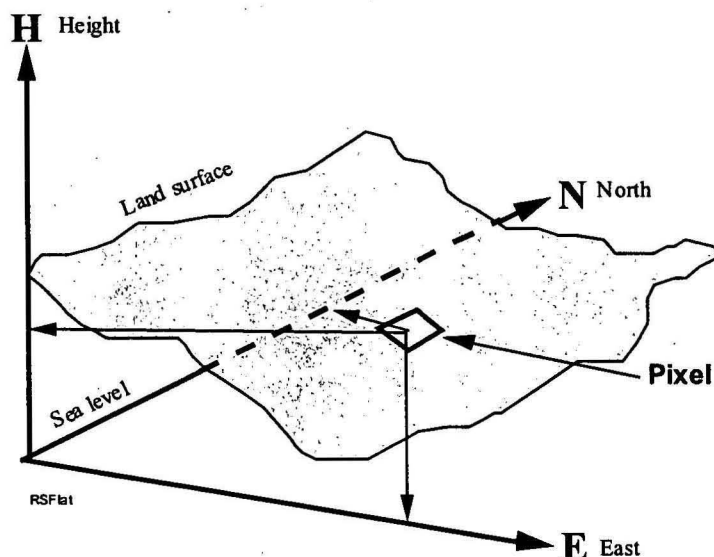 H Height
Land surface
N North
Pixel
Sea level
RSFlat
E East